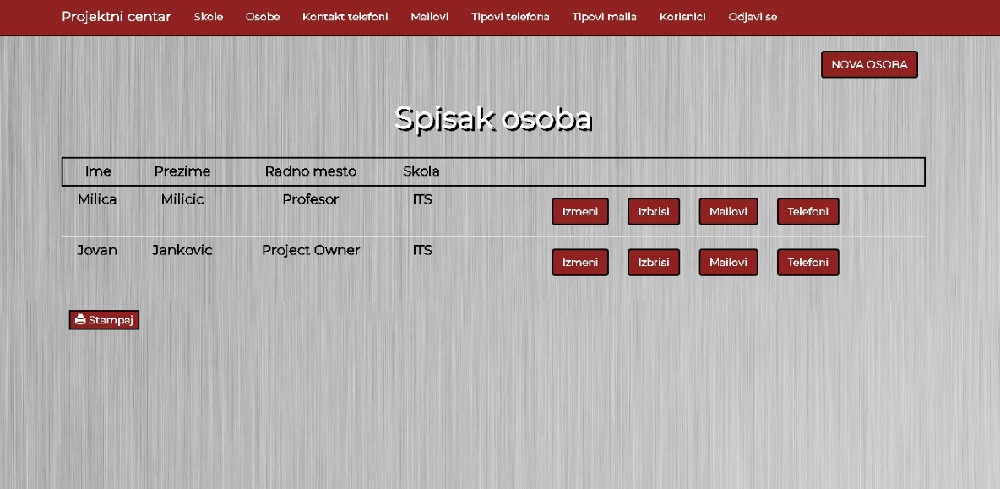 Projektni centar Skole Osobe Kontakt telefoni Mailovi Tipovi telefona Tipovi maila Korisnici Odjavi se
NOVA OSOBA
Spisak osoba
Ime Prezime Radno mesto Skola
Milica Milicic Profesor ITS Izmeni Izbrisi Mailovi Telefoni
Jovan Jankovic Project Owner ITS Izmeni Izbrisi Mailovi Telefoni
Stampaj